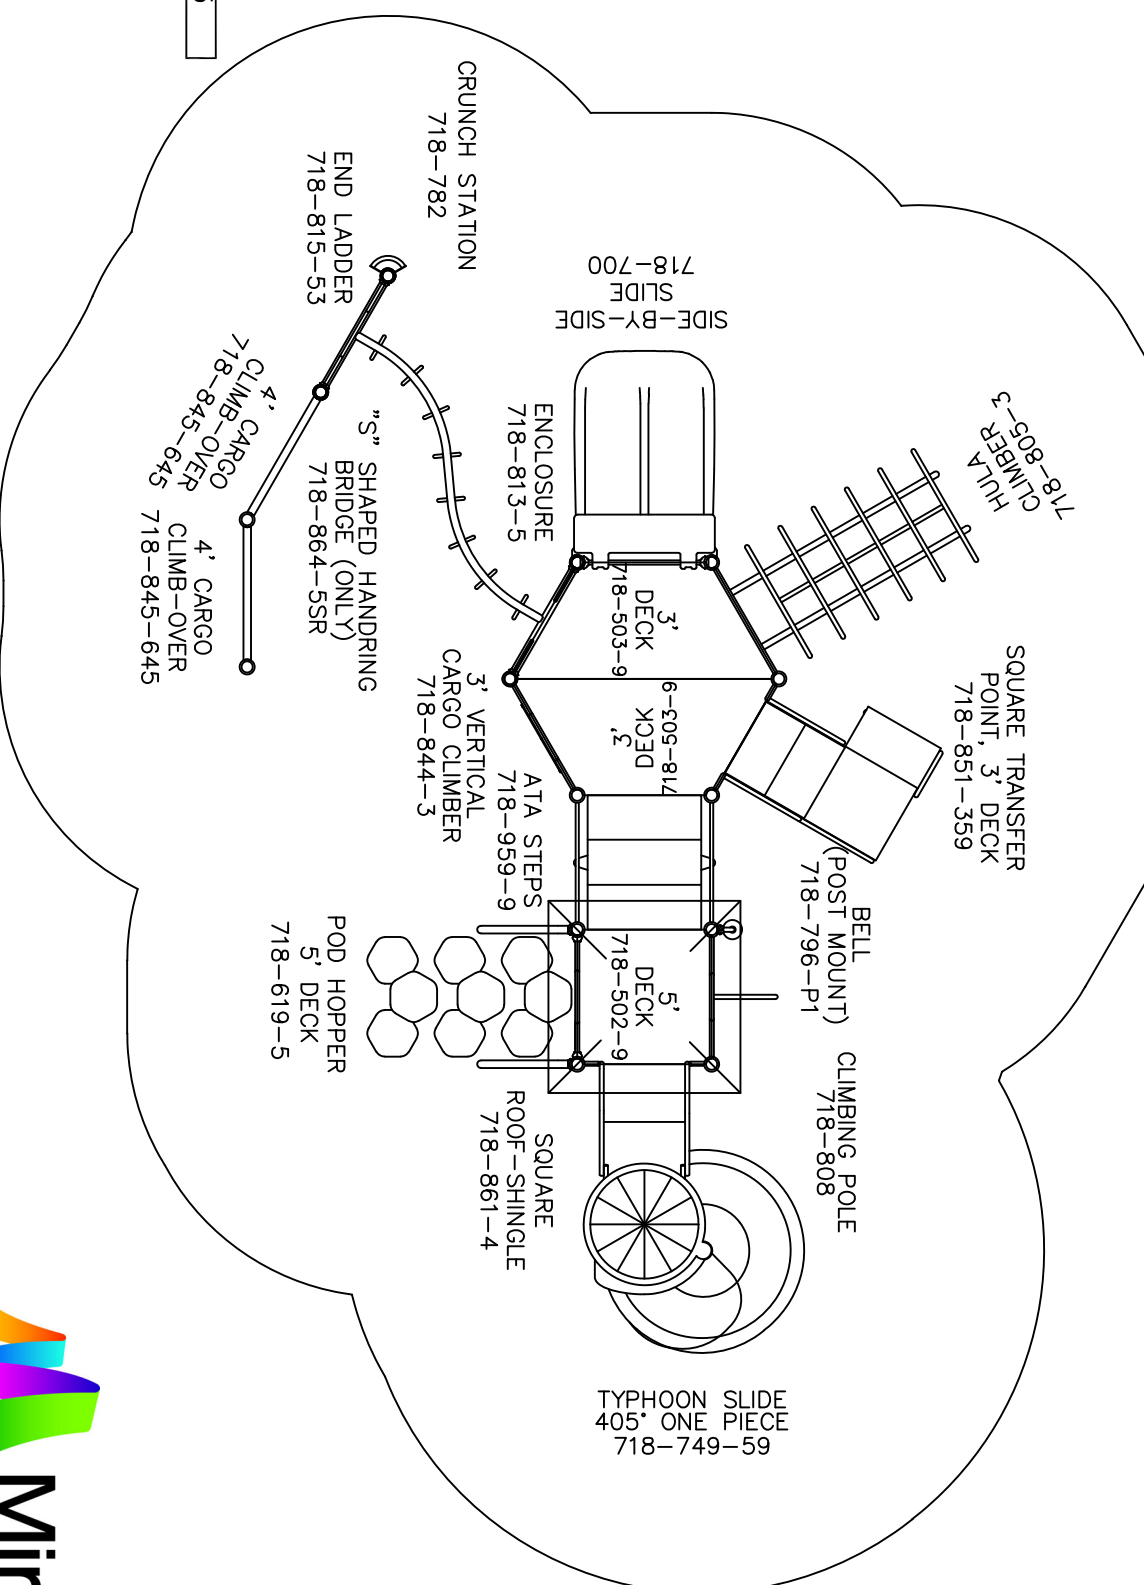 CRUNCH STATION
718-782
END LADDER
718-815-53
SIDE-BY-SIDE
SLIDE
718-700
4' CARGO
CLIMB-OVER
718-845-645
4' CARGO
CLIMB-OVER
718-845-645
"S" SHAPED HANDRING
BRIDGE (ONLY)
718-864-5SR
ENCLOSURE
718-813-5
HULA
CLIMBER
718-805-3
3'
DECK
718-503-9
3'
DECK
718-503-9
SQUARE TRANSFER
POINT, 3' DECK
718-851-359
3' VERTICAL
CARGO CLIMBER
718-844-3
ATA STEPS
718-959-9
BELL
(POST MOUNT)
718-796-P1
POD HOPPER
5' DECK
718-619-5
5'
DECK
718-502-9
CLIMBING POLE
718-808
SQUARE
ROOF-SHINGLE
718-861-4
TYPHOON SLIDE
405° ONE PIECE
718-749-59